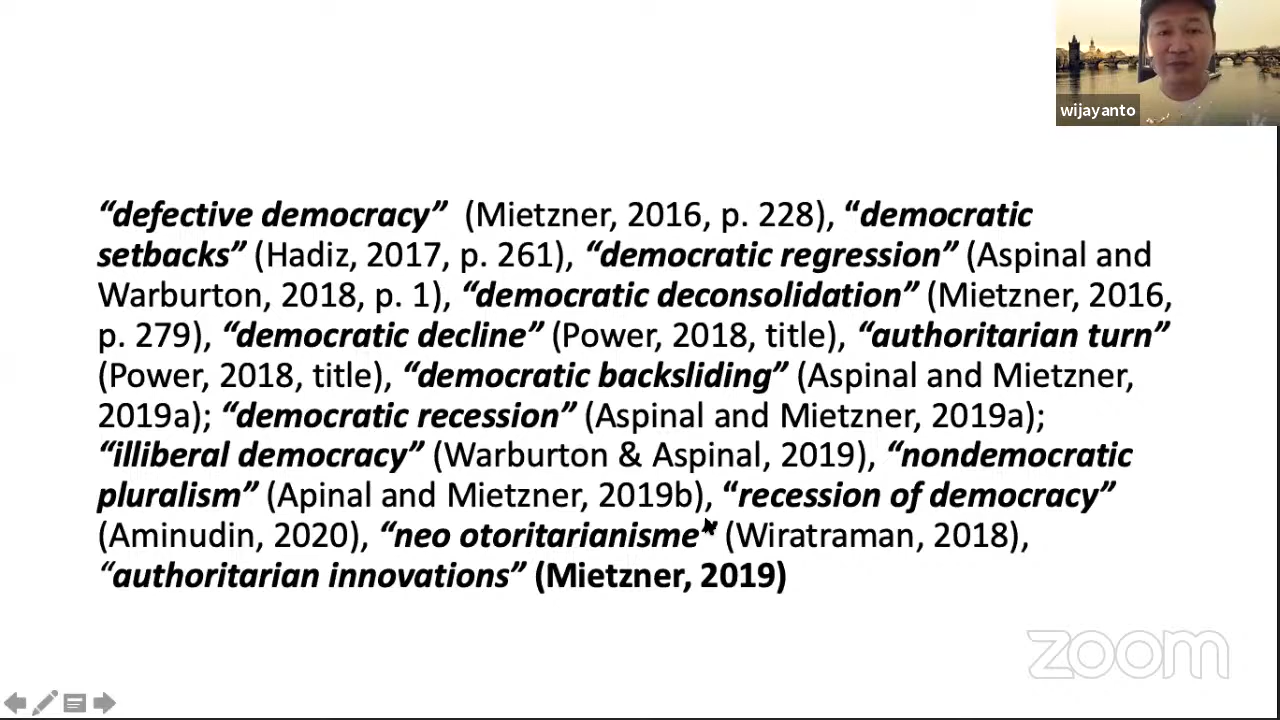 wijayanto
“defective democracy” (Mietzner, 2016, p. 228), “democratic
setbacks” (Hadiz, 2017, p. 261), “democratic regression” (Aspinal and
Warburton, 2018, p. 1), “democratic deconsolidation” (Mietzner, 2016,
p. 279), “democratic decline” (Power, 2018, title), “authoritarian turn”
(Power, 2018, title), “democratic backsliding” (Aspinal and Mietzner,
2019a); “democratic recession” (Aspinal and Mietzner, 2019a);
“illiberal democracy” (Warburton & Aspinal, 2019), “nondemocratic
pluralism” (Apinal and Mietzner, 2019b), “recession of democracy”
(Aminudin, 2020), “neo otoritarianisme” (Wiratraman, 2018),
“authoritarian innovations” (Mietzner, 2019)
zoom